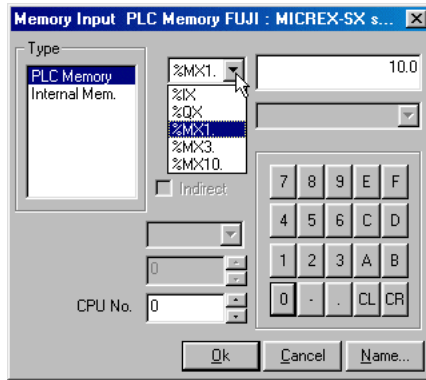 Memory Input PLC Memory FUJI : MICREX-SX s...
Type
PLC Memory
Internal Mem.
%MX1.
10.0
%IX
%QX
%MX1.
%MX3.
%MX10.
Indirect
7 8 9 E F
4 5 6 C D
1 2 3 A B
0 - . CL CR
0
CPU No. 0
Ok Cancel Name...